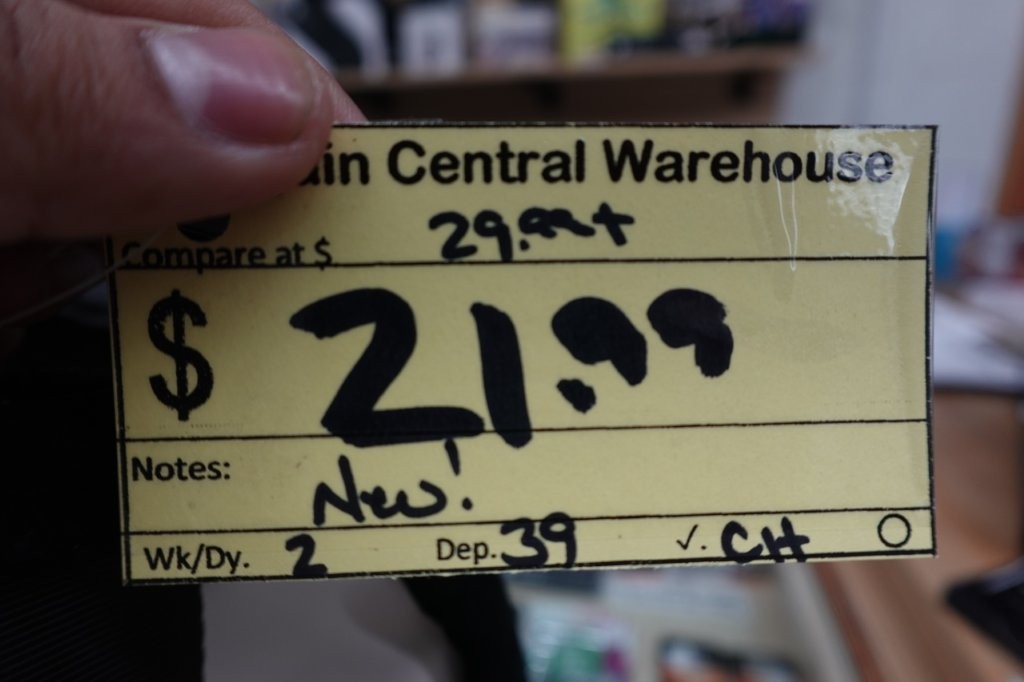 ain Central Warehouse
Compare at $ 29.99+
$ 21.99
Notes: New!
Wk/Dy. 2 Dep. 39 ✓. CH